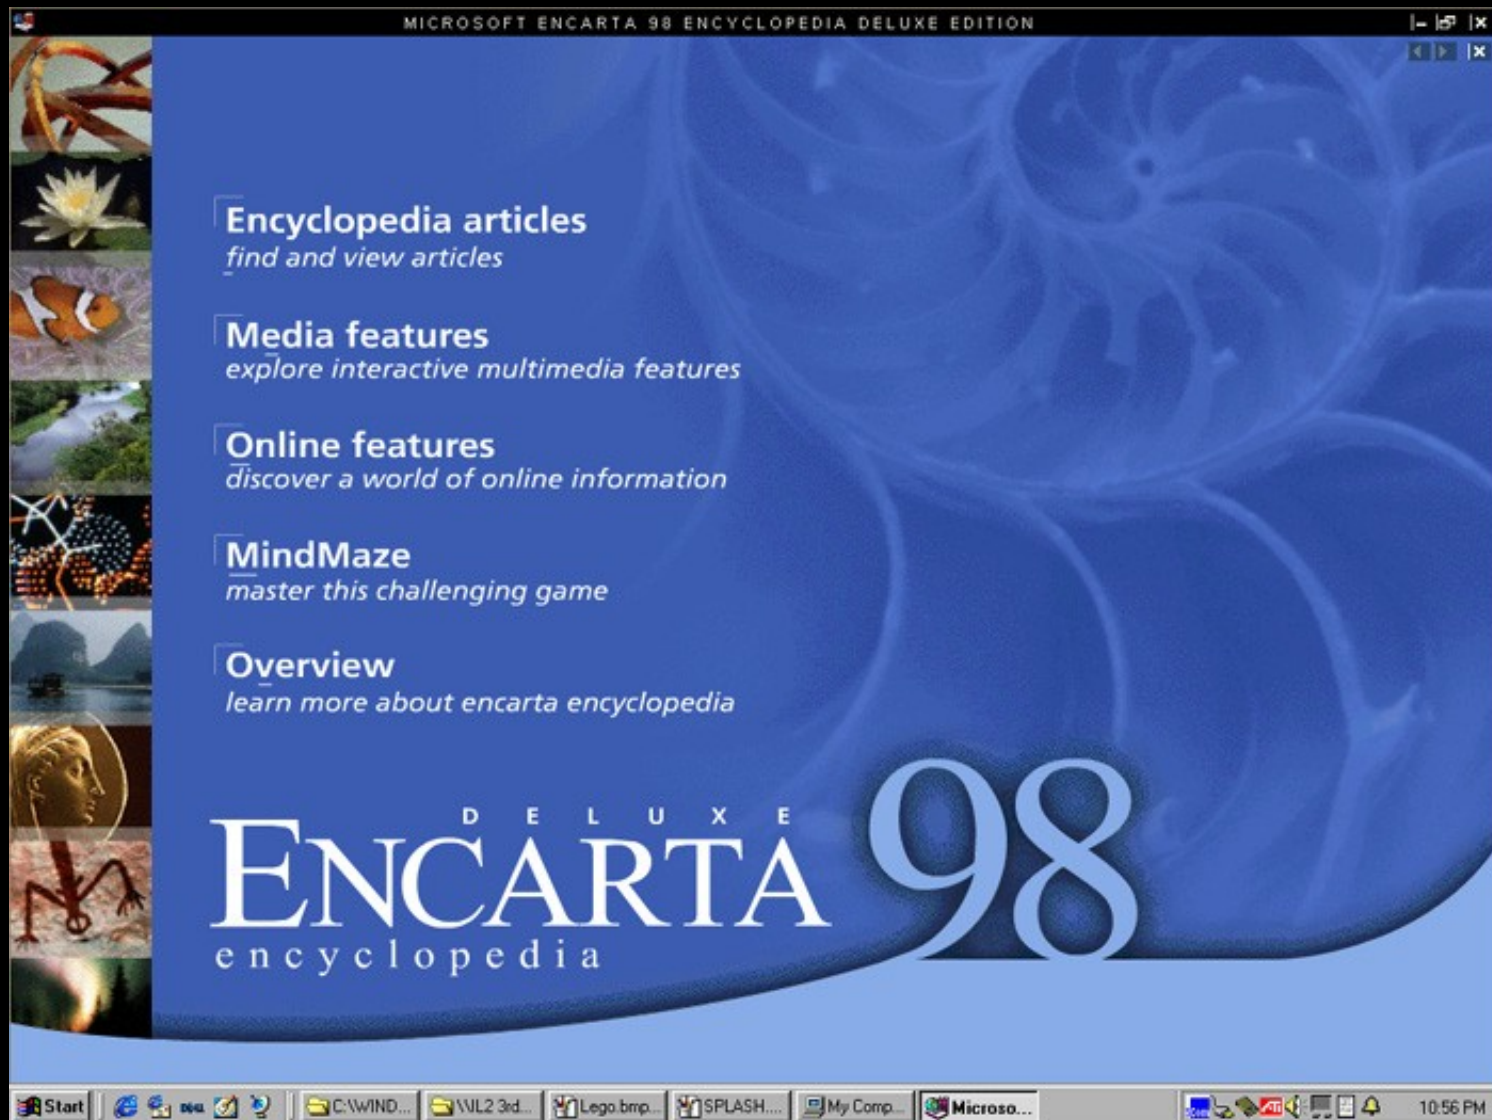 MICROSOFT ENCARTA 98 ENCYCLOPEDIA DELUXE EDITION
Encyclopedia articles
find and view articles
Media features
explore interactive multimedia features
Online features
discover a world of online information
MindMaze
master this challenging game
Overview
learn more about encarta encyclopedia
DELUXE
ENCARTA 98
encyclopedia
Start C:\WIND... \\IL2 3rd... Lego.bmp... SPLASH.... My Comp... Microso... 10:56 PM